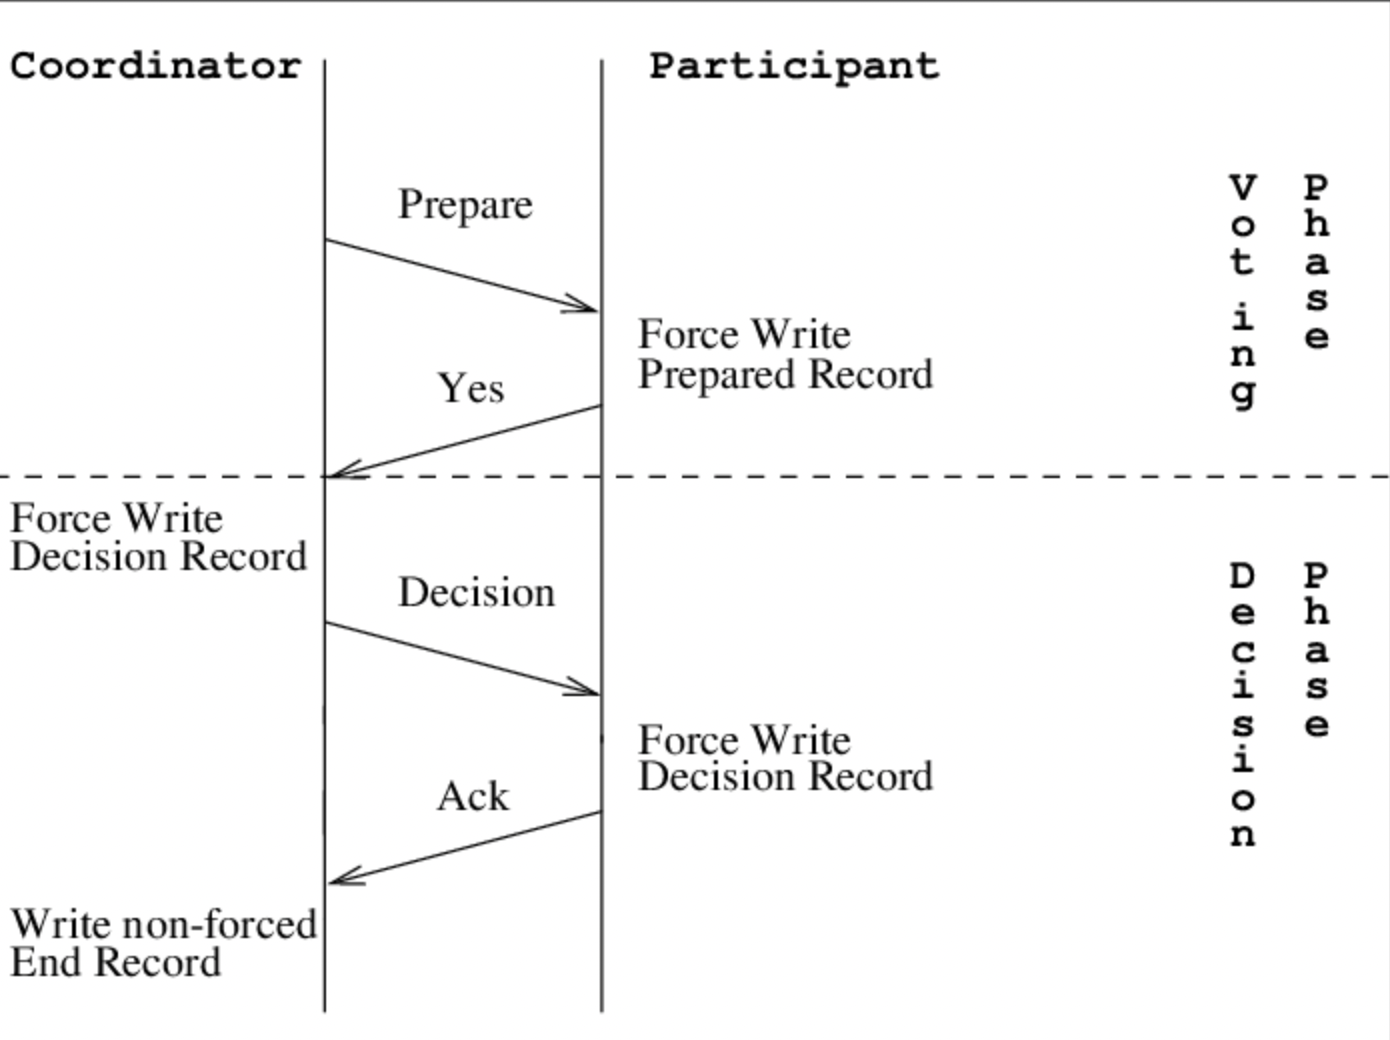 Coordinator
Participant
Prepare
Force Write
Prepared Record
Yes
Voting
Phase
Force Write
Decision Record
Decision
Force Write
Decision Record
Ack
Write non-forced
End Record
Decision
Phase